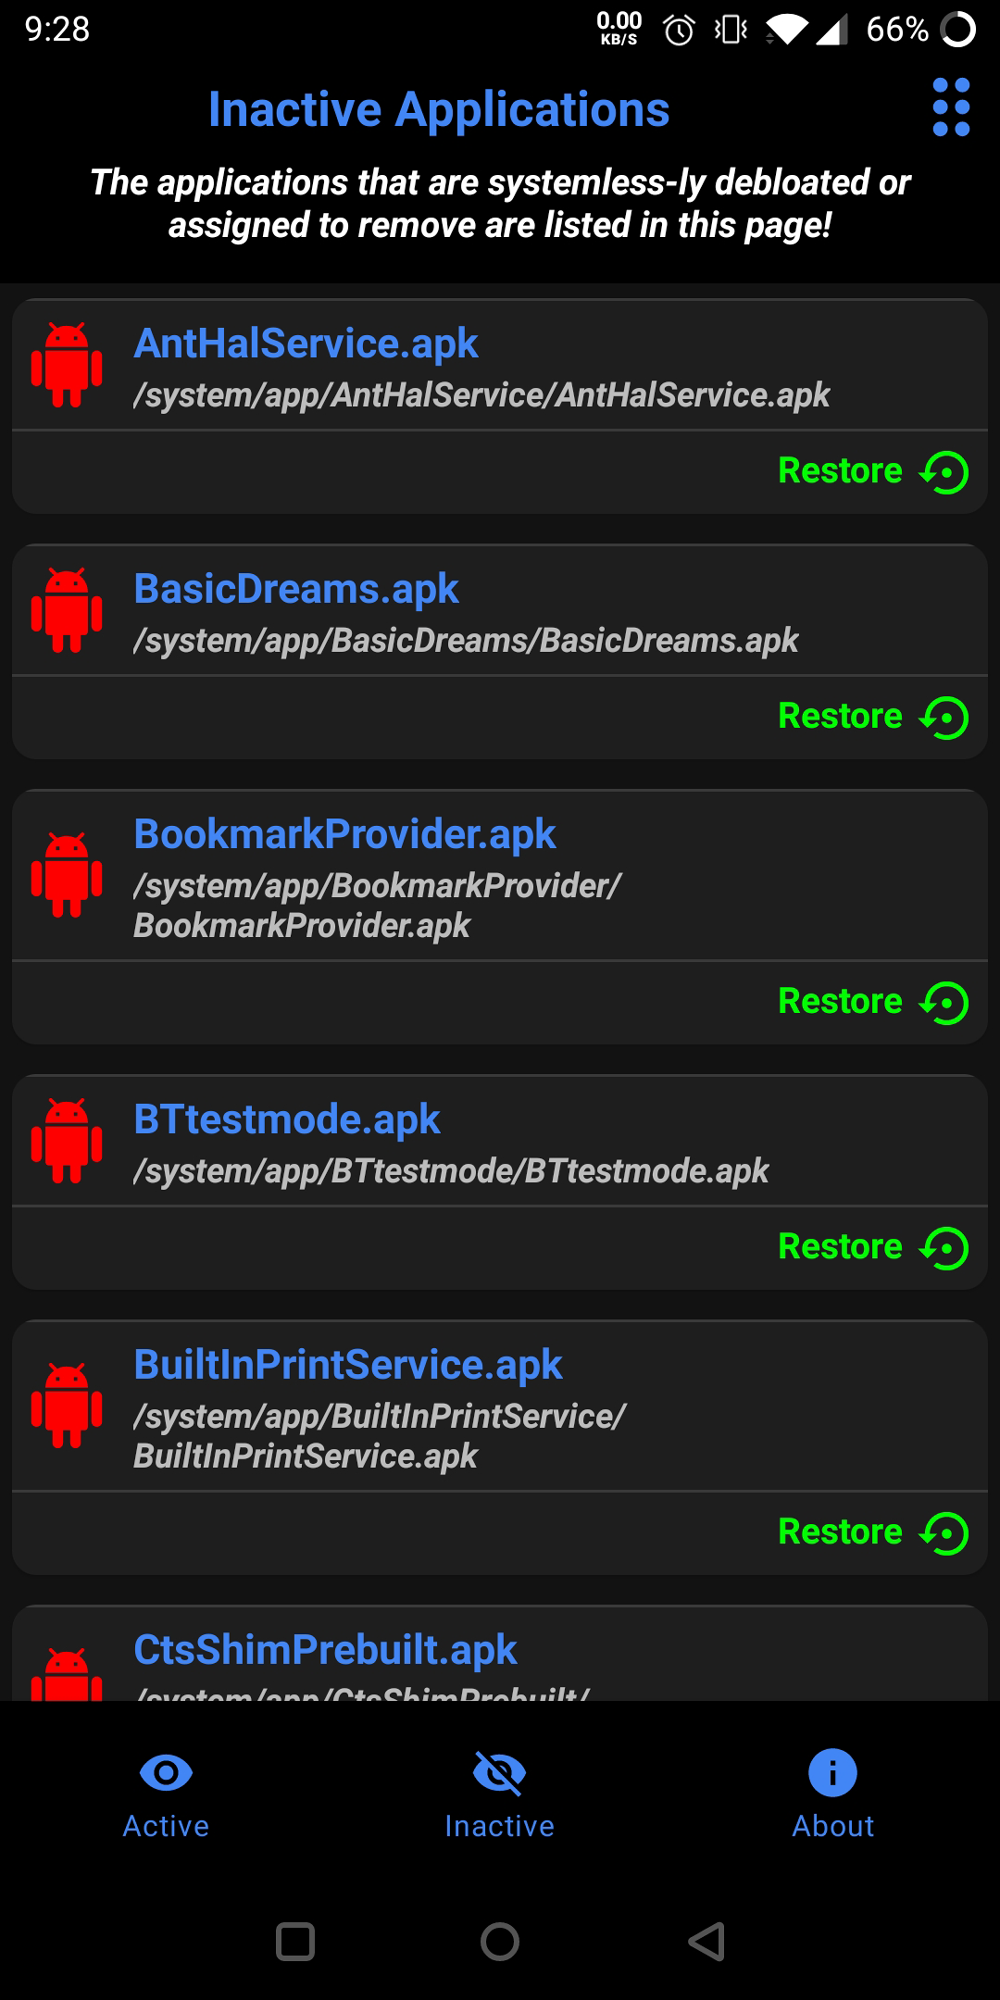 9:28
0.00
KB/S
66%
Inactive Applications
The applications that are systemless-ly debloated or
assigned to remove are listed in this page!
AntHalService.apk
/system/app/AntHalService/AntHalService.apk
Restore
BasicDreams.apk
/system/app/BasicDreams/BasicDreams.apk
Restore
BookmarkProvider.apk
/system/app/BookmarkProvider/
BookmarkProvider.apk
Restore
BTtestmode.apk
/system/app/BTtestmode/BTtestmode.apk
Restore
BuiltInPrintService.apk
/system/app/BuiltInPrintService/
BuiltInPrintService.apk
Restore
CtsShimPrebuilt.apk
/system/app/CtsShimPrebuilt/
Active
Inactive
About